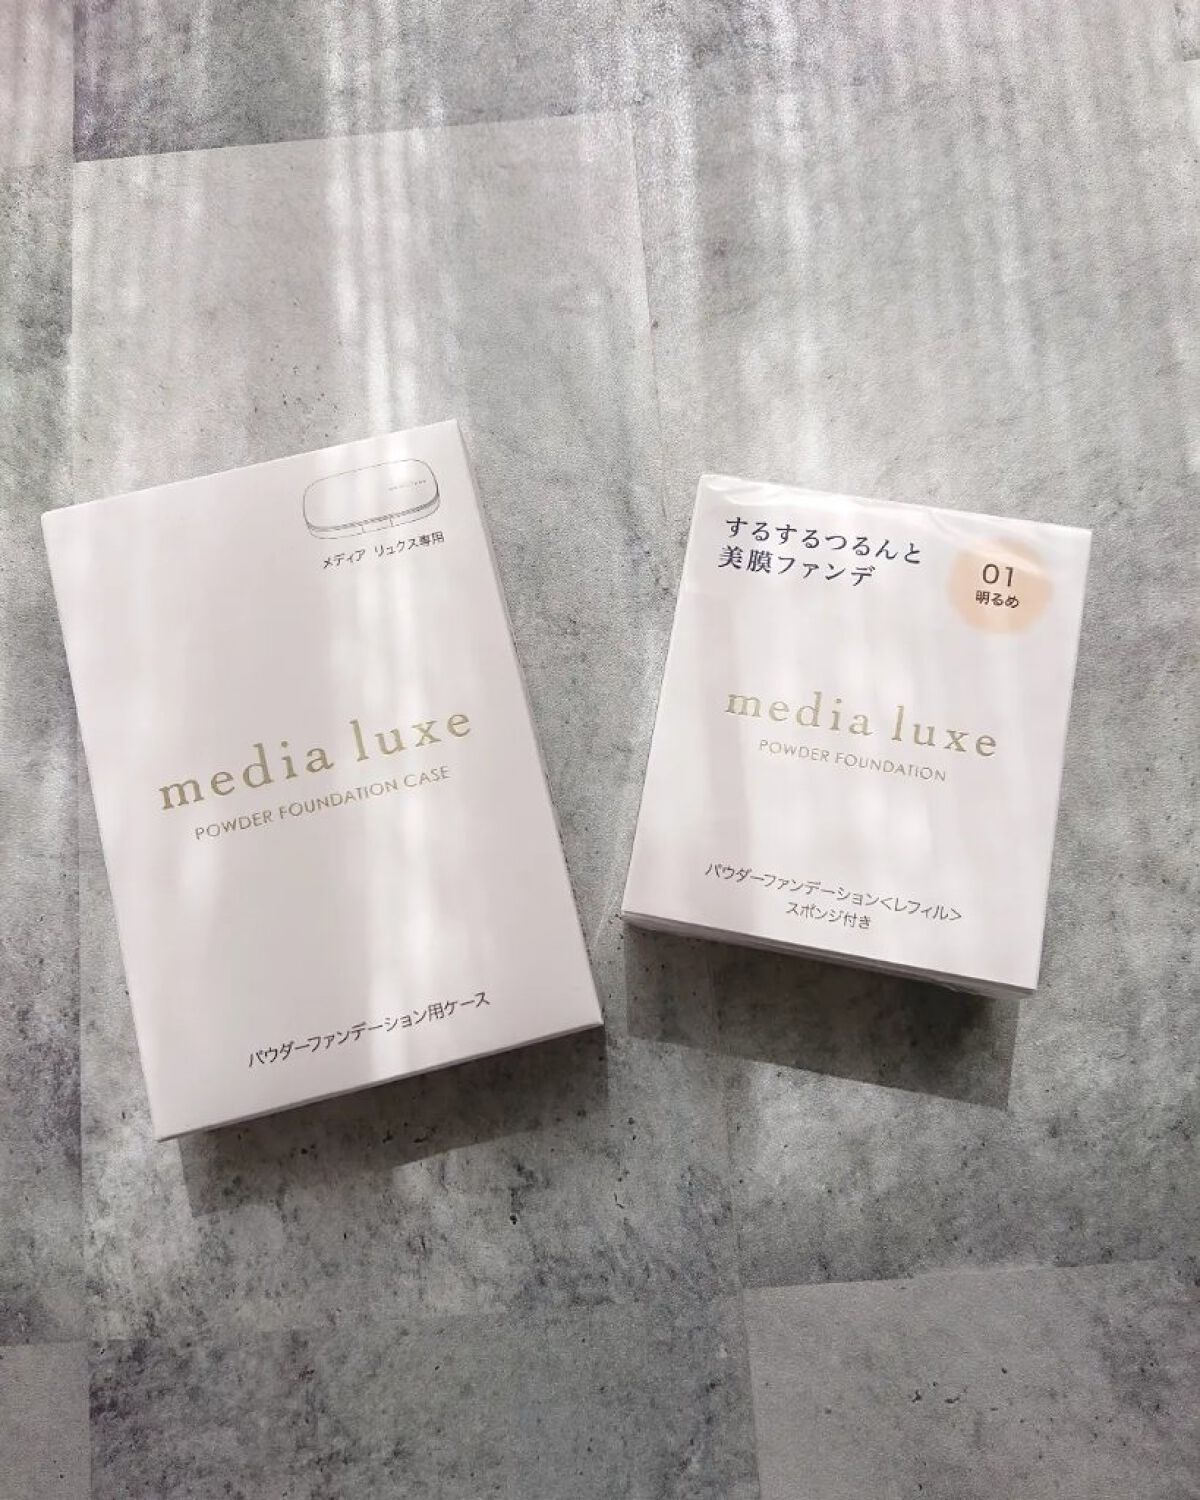 メディア リュクス専用
media luxe
POWDER FOUNDATION CASE
パウダーファンデーション用ケース
するするつるんと
美膜ファンデ
01
明るめ
media luxe
POWDER FOUNDATION
パウダーファンデーション<レフィル>
スポンジ付き